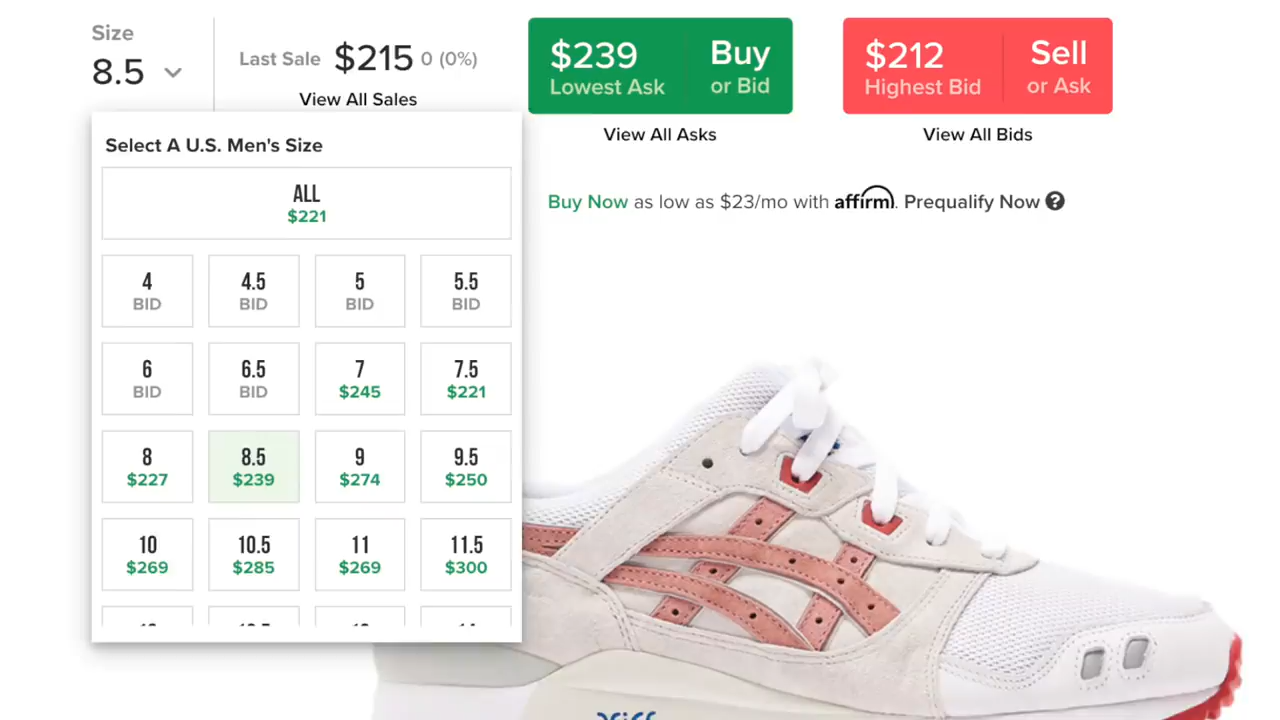 Size
8.5
Last Sale $215 0 (0%)
View All Sales
$239
Lowest Ask
Buy
or Bid
View All Asks
$212
Highest Bid
Sell
or Ask
View All Bids
Buy Now as low as $23/mo with affirm. Prequalify Now ?
Select A U.S. Men's Size
ALL
$221
4
BID
4.5
BID
5
BID
5.5
BID
6
BID
6.5
BID
7
$245
7.5
$221
8
$227
8.5
$239
9
$274
9.5
$250
10
$269
10.5
$285
11
$269
11.5
$300